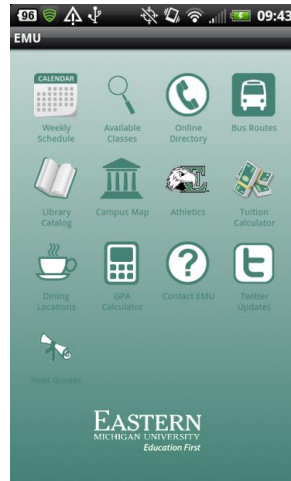 96 09:43
EMU
CALENDAR
Weekly
Schedule
Available
Classes
Online
Directory
Bus Routes
Library
Catalog
Campus Map
Athletics
Tuition
Calculator
Dining
Locations
GPA
Calculator
?
Contact EMU
t
Twitter
Updates
Final Grades
EASTERN
MICHIGAN UNIVERSITY
Education First